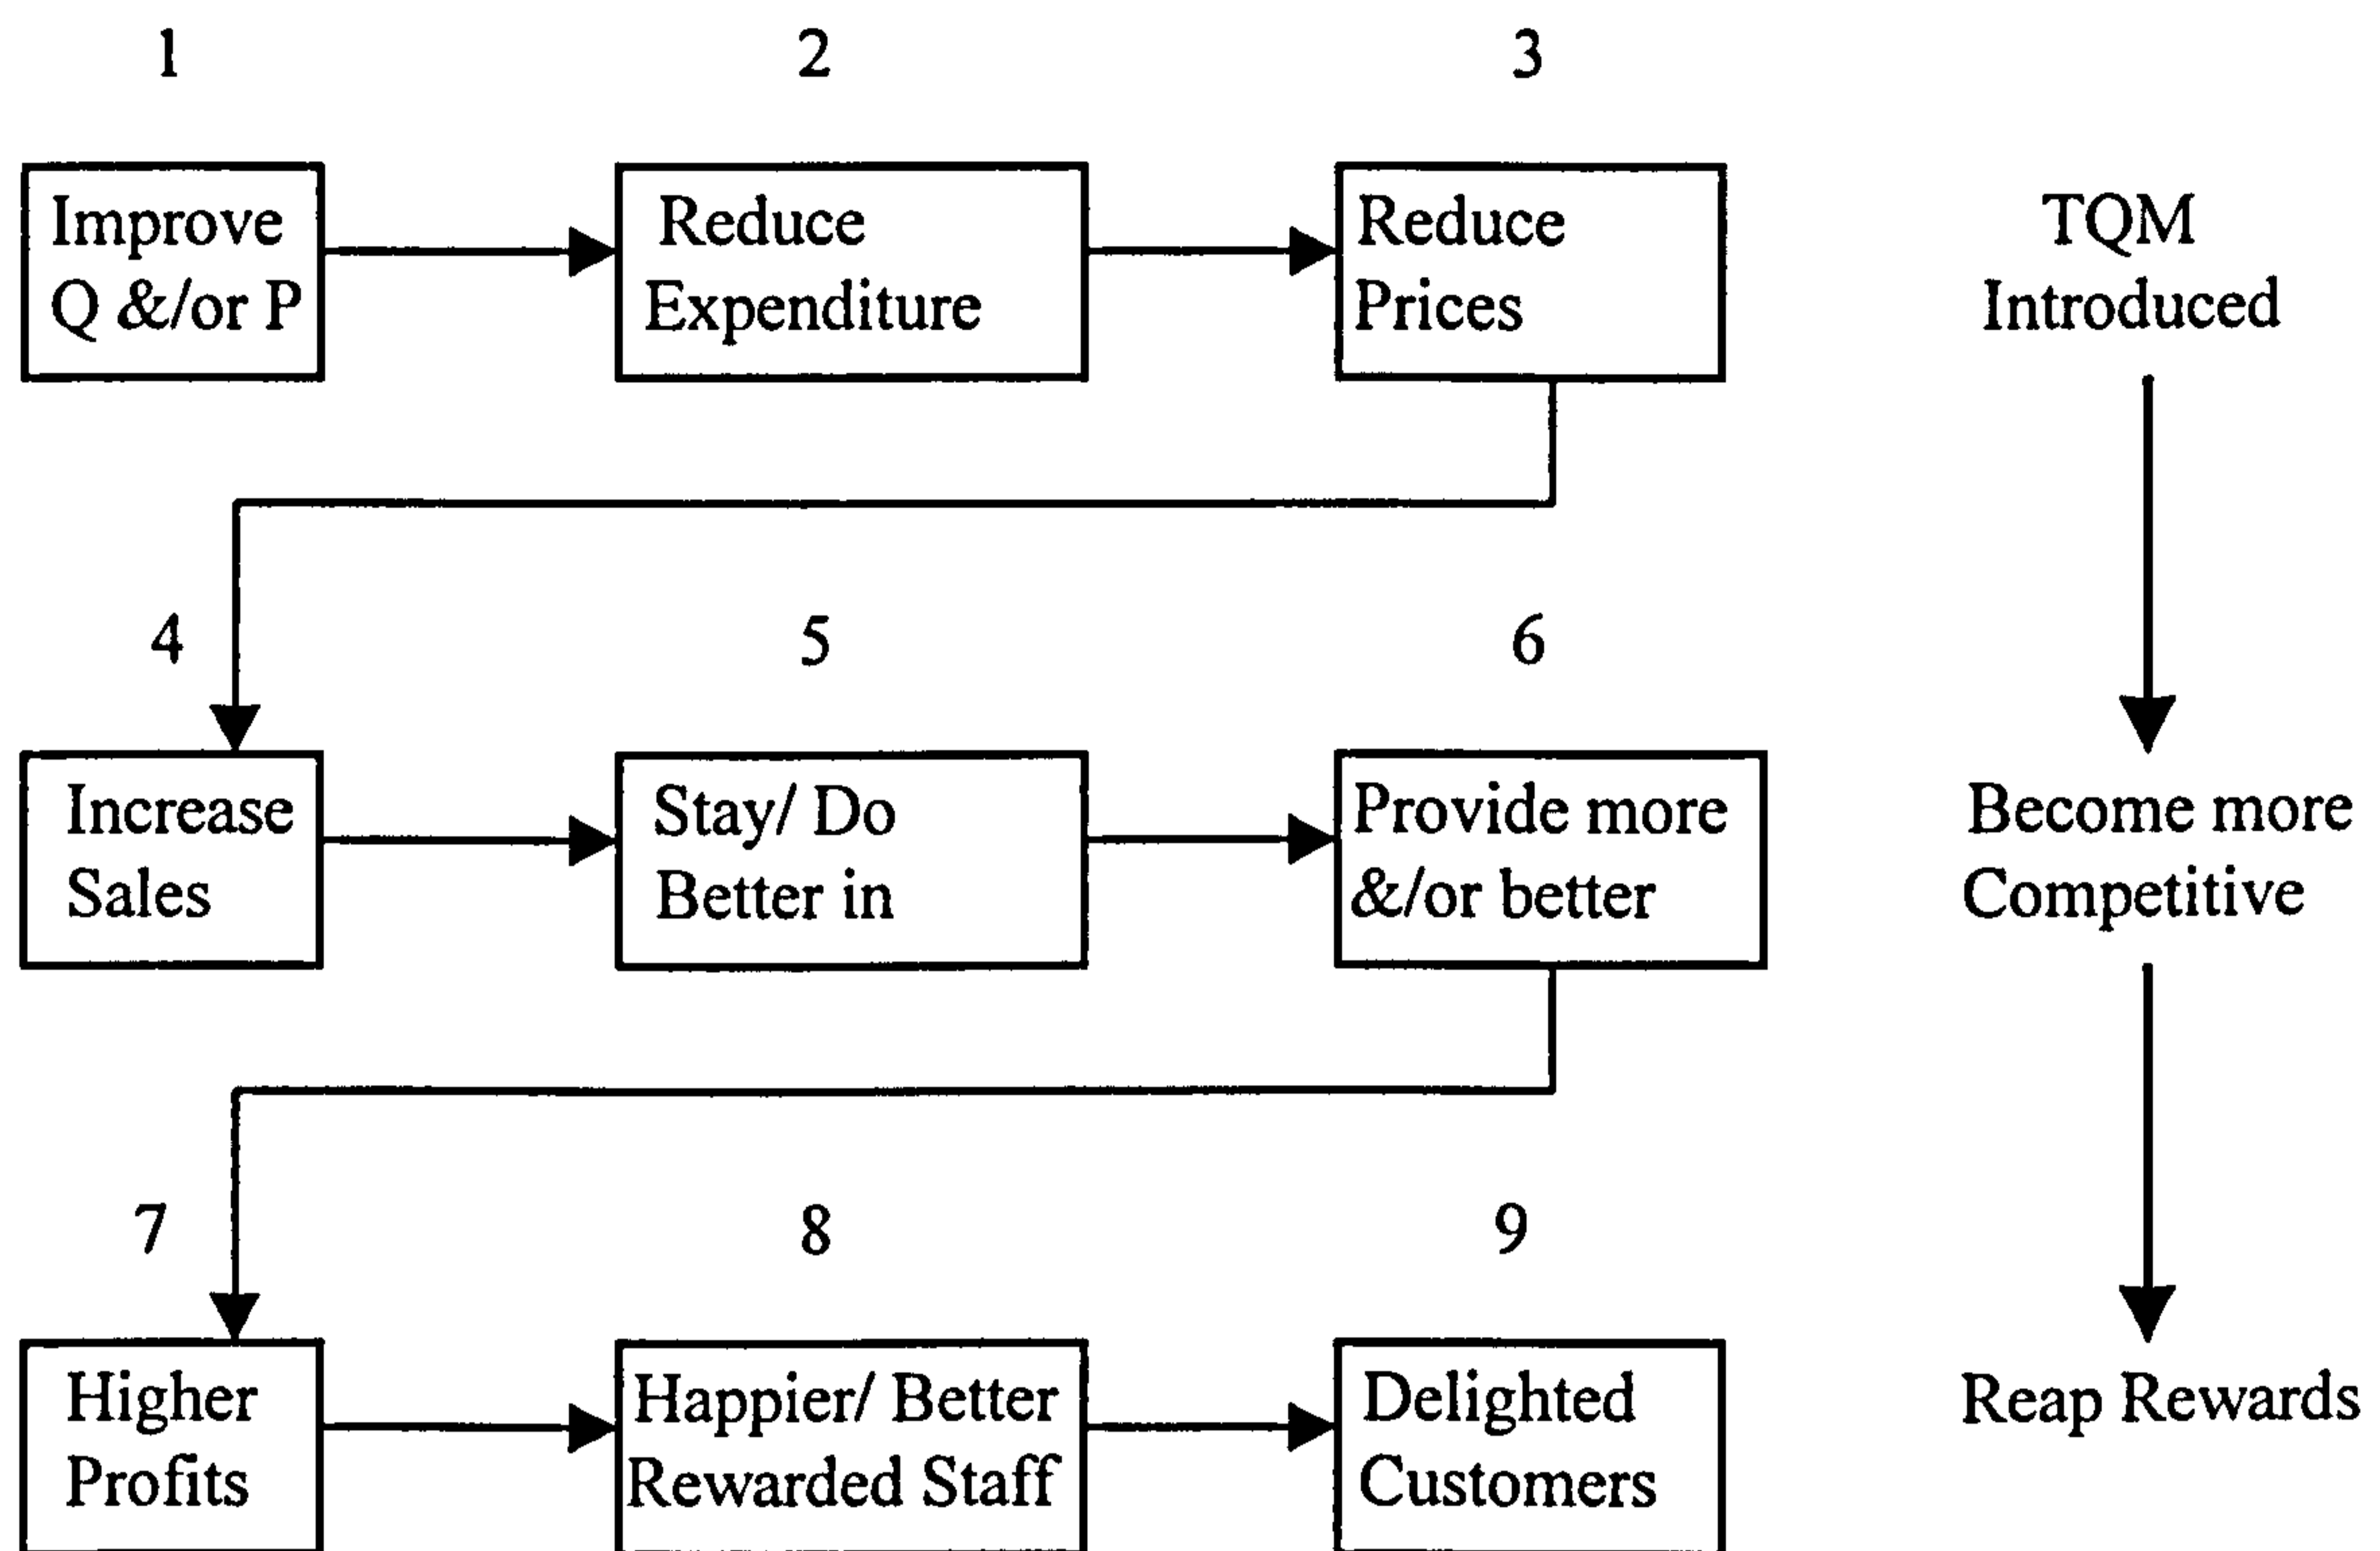 1
2
3
Improve
Q &/or P
Reduce
Expenditure
Reduce
Prices
TQM
Introduced
4
5
6
Increase
Sales
Stay/ Do
Better in
Provide more
&/or better
Become more
Competitive
7
8
9
Higher
Profits
Happier/ Better
Rewarded Staff
Delighted
Customers
Reap Rewards